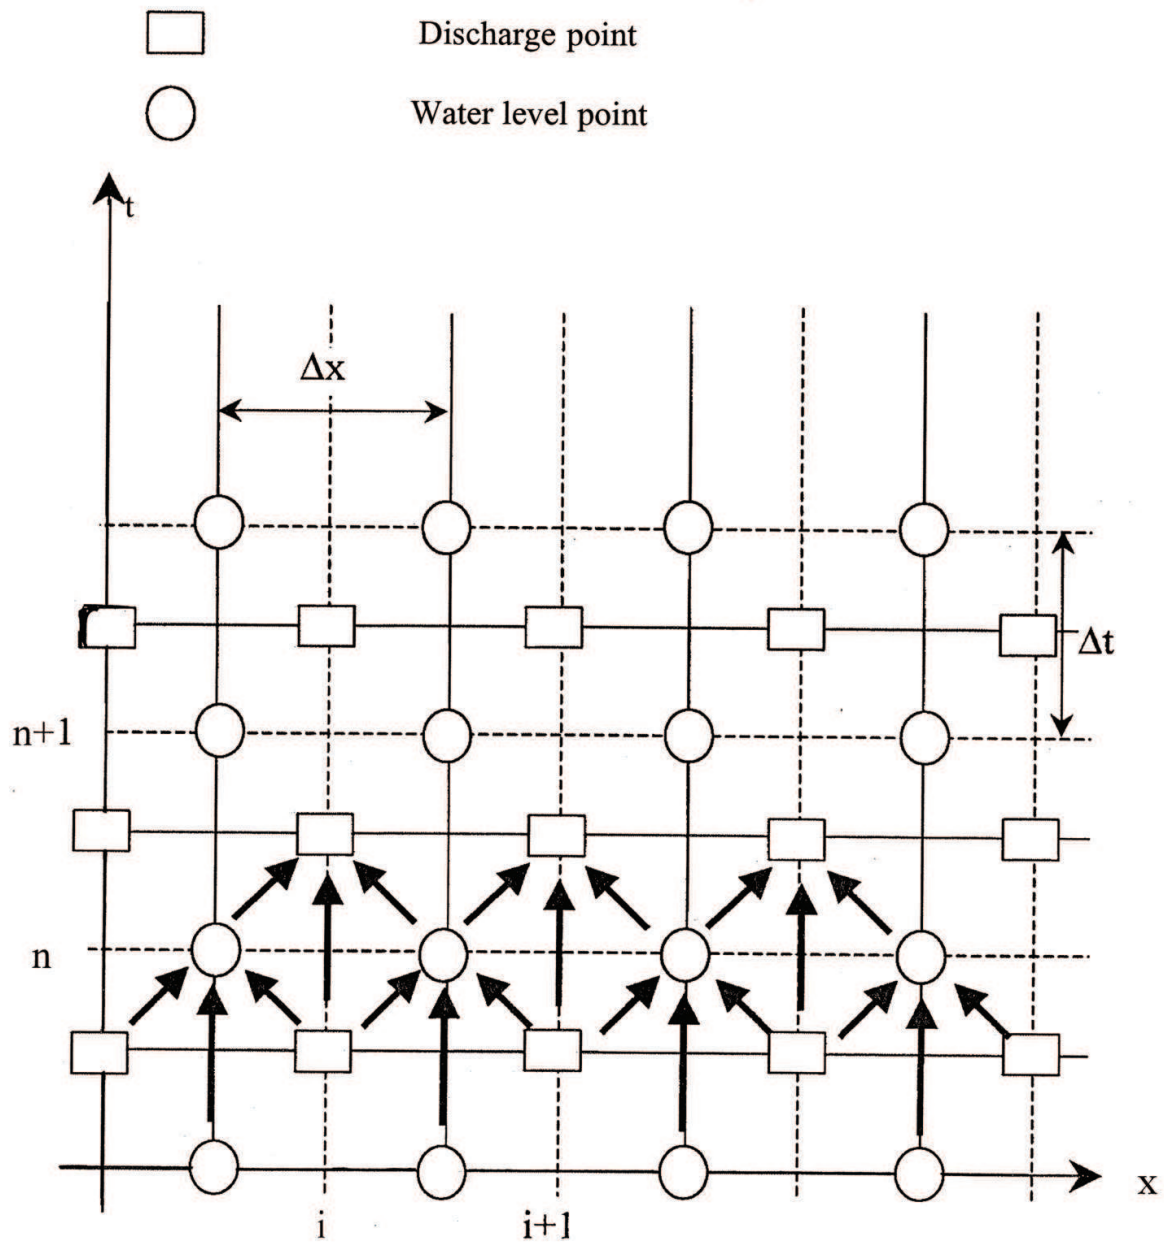 Discharge point
Water level point
t
Δx
Δt
n+1
n
x
i
i+1